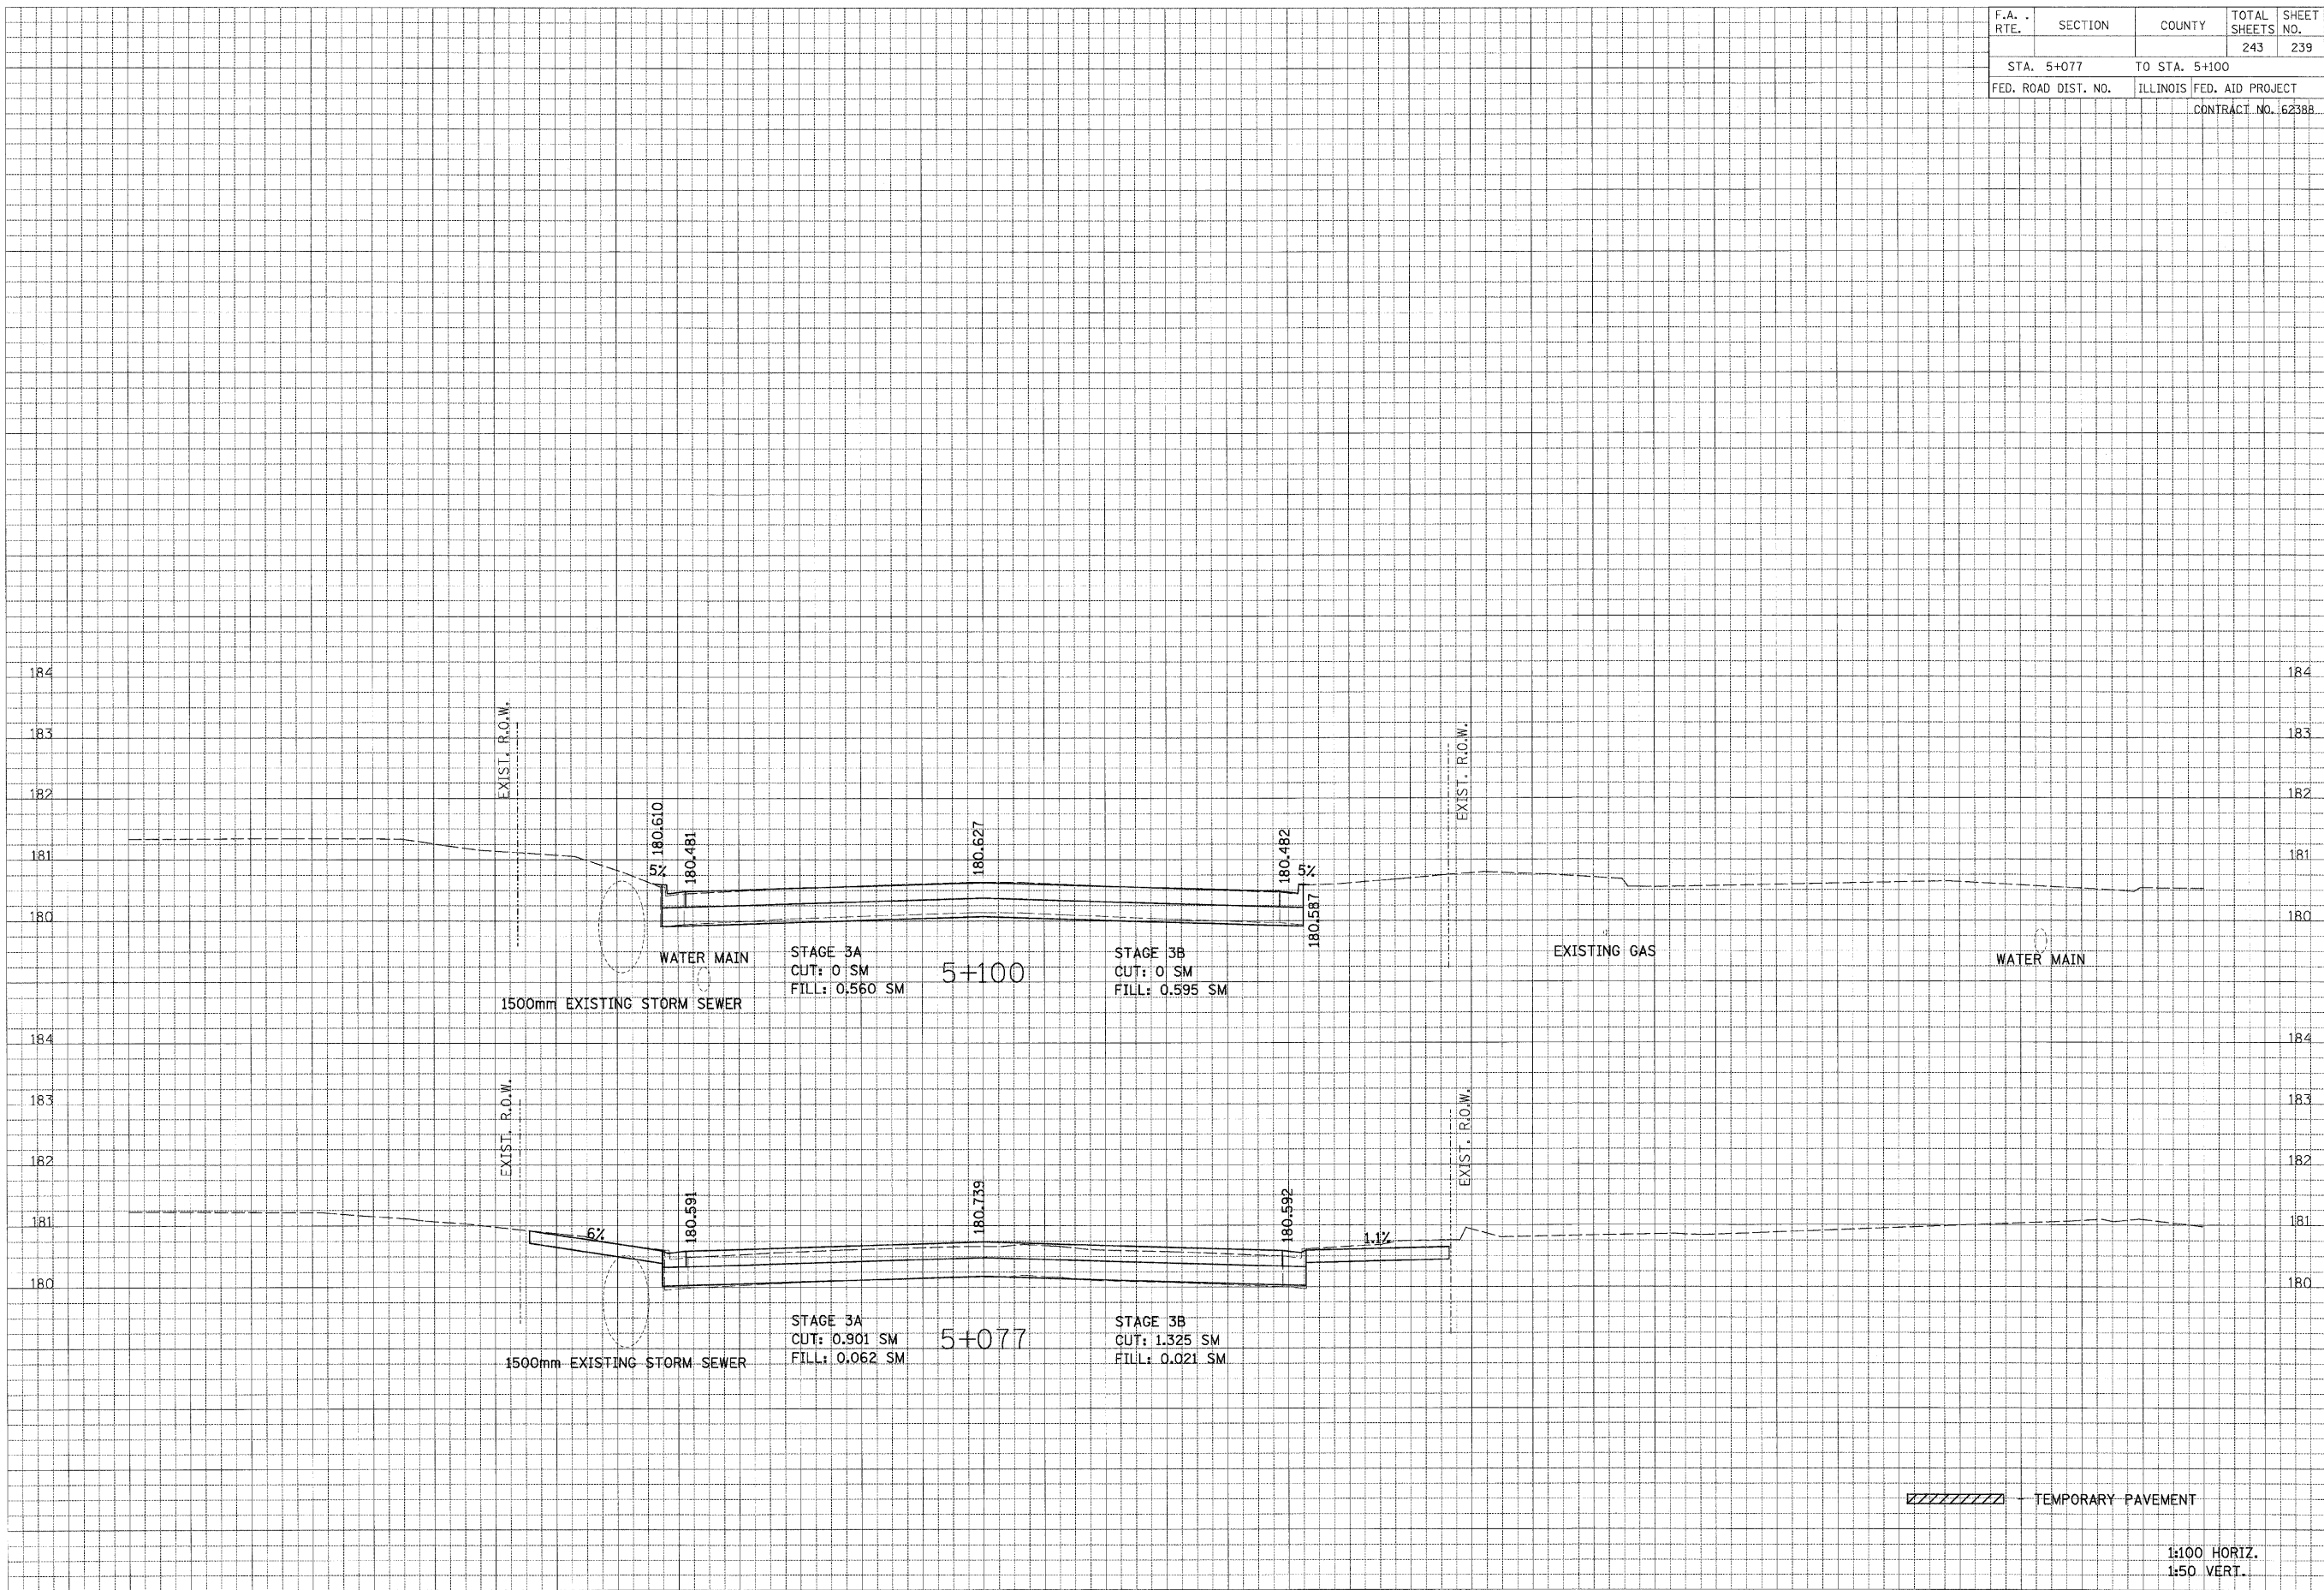 F.A. . RTE.
SECTION
COUNTY
TOTAL SHEETS
SHEET NO.
243
239
STA. 5+077 TO STA. 5+100
FED. ROAD DIST. NO. ILLINOIS FED. AID PROJECT
CONTRACT NO. 62388
184
184
EXIST. R.O.W.
EXIST. R.O.W.
183
183
182
182
180.610
180.481
180.627
180.482
181
181
5%
5%
180
180.587
180
WATER MAIN
STAGE 3A
CUT: 0 SM
FILL: 0.560 SM
5+100
STAGE 3B
CUT: 0 SM
FILL: 0.595 SM
EXISTING GAS
WATER MAIN
1500mm EXISTING STORM SEWER
184
184
EXIST. R.O.W.
EXIST. R.O.W.
183
183
182
182
180.591
180.739
180.592
181
181
6%
1.1%
180
180
STAGE 3A
CUT: 0.901 SM
FILL: 0.062 SM
5+077
STAGE 3B
CUT: 1.325 SM
FILL: 0.021 SM
1500mm EXISTING STORM SEWER
- TEMPORARY PAVEMENT
1:100 HORIZ.
1:50 VERT.